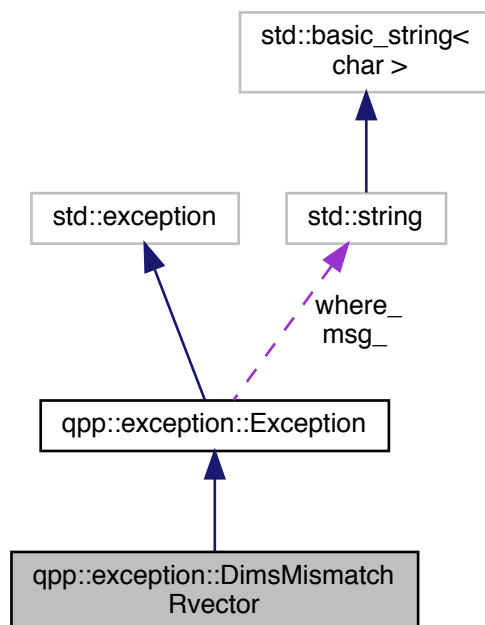 std::basic_string<
char >
std::exception
std::string
where_
msg_
qpp::exception::Exception
qpp::exception::DimsMismatch
Rvector